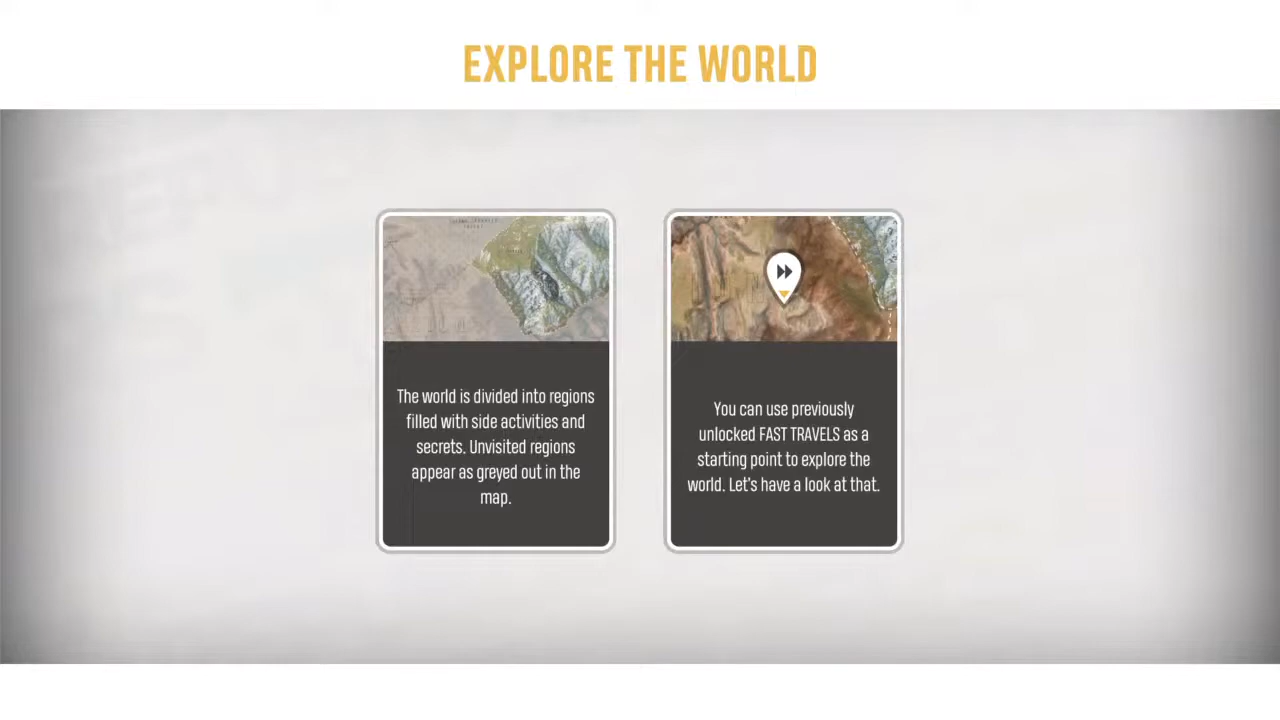 EXPLORE THE WORLD
The world is divided into regions
filled with side activities and
secrets. Unvisited regions
appear as greyed out in the
map.
You can use previously
unlocked FAST TRAVELS as a
starting point to explore the
world. Let's have a look at that.